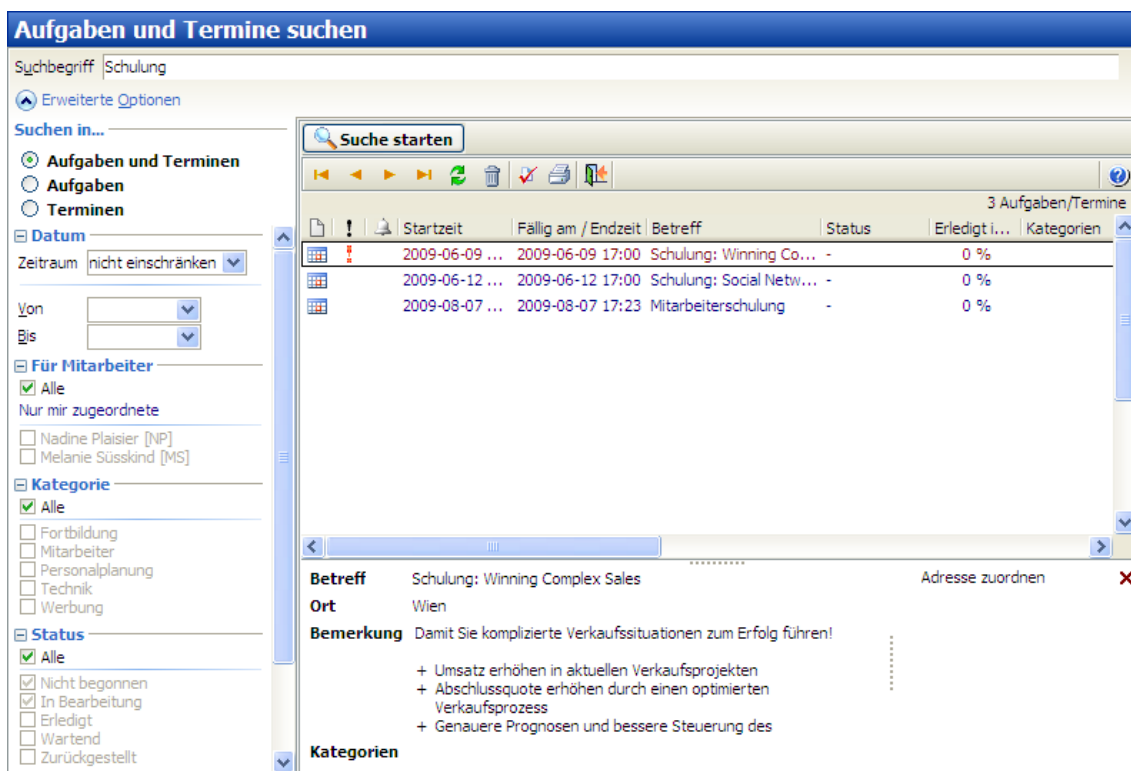 Aufgaben und Termine suchen
Suchbegriff Schulung
Erweiterte Optionen
Suchen in...
Aufgaben und Terminen
Aufgaben
Terminen
Datum
Zeitraum nicht einschränken
Von
Bis
Für Mitarbeiter
Alle
Nur mir zugeordnete
Nadine Plaisier [NP]
Melanie Süsskind [MS]
Kategorie
Alle
Fortbildung
Mitarbeiter
Personalplanung
Technik
Werbung
Status
Alle
Nicht begonnen
In Bearbeitung
Erledigt
Wartend
Zurückgestellt
Suche starten
3 Aufgaben/Termine
! Startzeit Fällig am / Endzeit Betreff Status Erledigt i... Kategorien
2009-06-09 ... 2009-06-09 17:00 Schulung: Winning Co... - 0 %
2009-06-12 ... 2009-06-12 17:00 Schulung: Social Netw... - 0 %
2009-08-07 ... 2009-08-07 17:23 Mitarbeiterschulung - 0 %
Betreff Schulung: Winning Complex Sales Adresse zuordnen
Ort Wien
Bemerkung Damit Sie komplizierte Verkaufssituationen zum Erfolg führen!
+ Umsatz erhöhen in aktuellen Verkaufsprojekten
+ Abschlussquote erhöhen durch einen optimierten
Verkaufsprozess
+ Genauere Prognosen und bessere Steuerung des
Kategorien